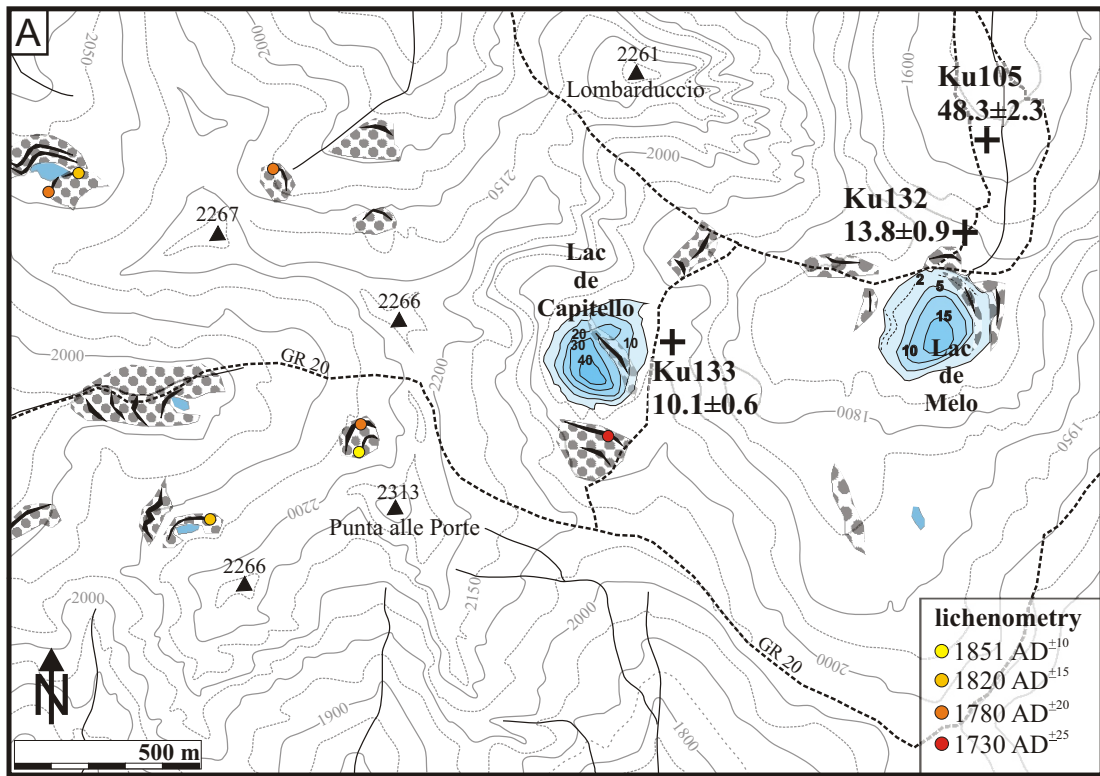 A
2050
2000
2261
Lombarduccio
1600
Ku105
48.3±2.3
2000
2150
2267
Ku132
13.8±0.9
Lac
de
Capitello
2266
2 5
15
10
Lac
de
Melo
20
30
40
10
2000
GR 20
2200
Ku133
10.1±0.6
1800
1950
2313
Punta alle Porte
2200
2266
2150
2000
2000
GR 20
2000
1900
1800
N
500 m
lichenometry
1851 AD±10
1820 AD±15
1780 AD±20
1730 AD±25